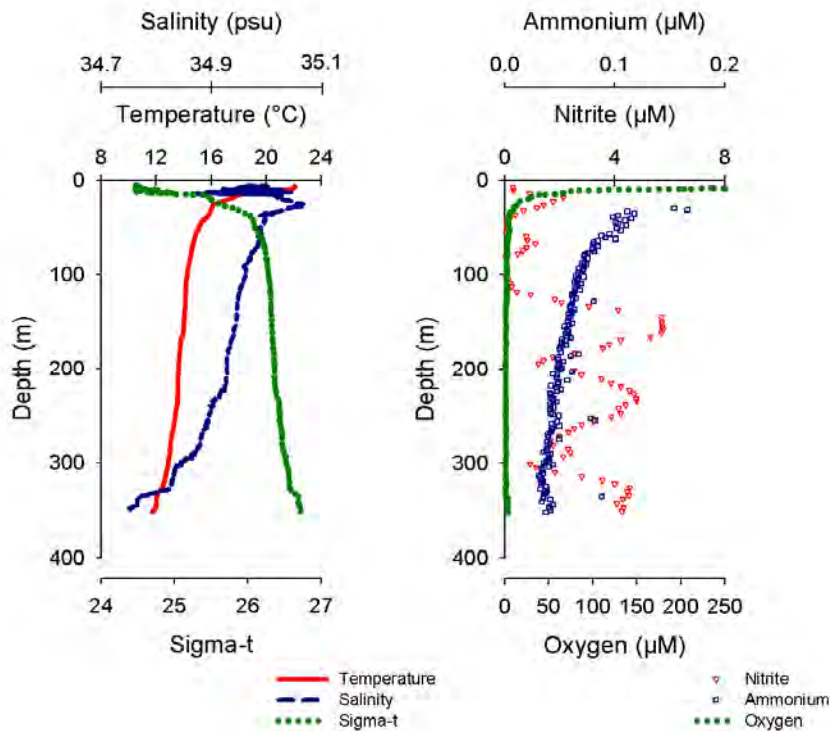 Salinity (psu)
34.7 34.9 35.1
Temperature (°C)
8 12 16 20 24
0
100
200
300
400
Depth (m)
24 25 26 27
Sigma-t
Temperature
Salinity
Sigma-t
Ammonium (µM)
0.0 0.1 0.2
Nitrite (µM)
0 4 8
0
100
200
300
400
Depth (m)
0 50 100 150 200 250
Oxygen (µM)
Nitrite
Ammonium
Oxygen